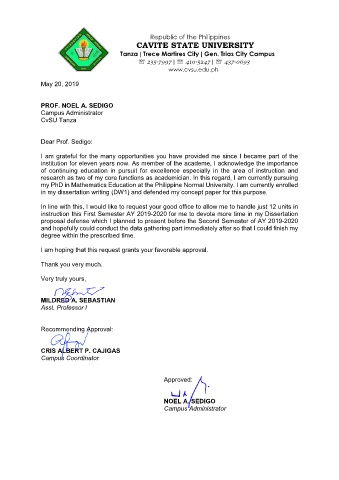 Republic of the Philippines
CAVITE STATE UNIVERSITY
Tanza | Trece Martires City | Gen. Trias City Campus
☏ 235-7997 | ☏ 410-5247 | ☏ 437-0693
www.cvsu.edu.ph
May 20, 2019
PROF. NOEL A. SEDIGO
Campus Administrator
CvSU Tanza
Dear Prof. Sedigo:
I am grateful for the many opportunities you have provided me since I became part of the
institution for eleven years now. As member of the academe, I acknowledge the importance
of continuing education in pursuit for excellence especially in the area of instruction and
research as two of my core functions as academician. In this regard, I am currently pursuing
my PhD in Mathematics Education at the Philippine Normal University. I am currently enrolled
in my dissertation writing (DW1) and developing my concept paper for this purpose.
In line with this, I would like to request your good office to allow me to handle just 12 units in
instruction this First Semester AY 2019-2020 for me to devote more time in my Dissertation
proposal defense which I planned to present before the Second Semester of AY 2019-2020
and hopefully could conduct the data gathering part immediately after so that I could finish my
degree within the prescribed time.
I am hoping that this request grants your favorable approval.
Thank you very much.
Very truly yours,
MILDRED A. SEBASTIAN
Asst. Professor I
Recommending Approval:
CRIS ALBERT P. CAJIGAS
Campus Coordinator
Approved:
NOEL A. SEDIGO
Campus Administrator